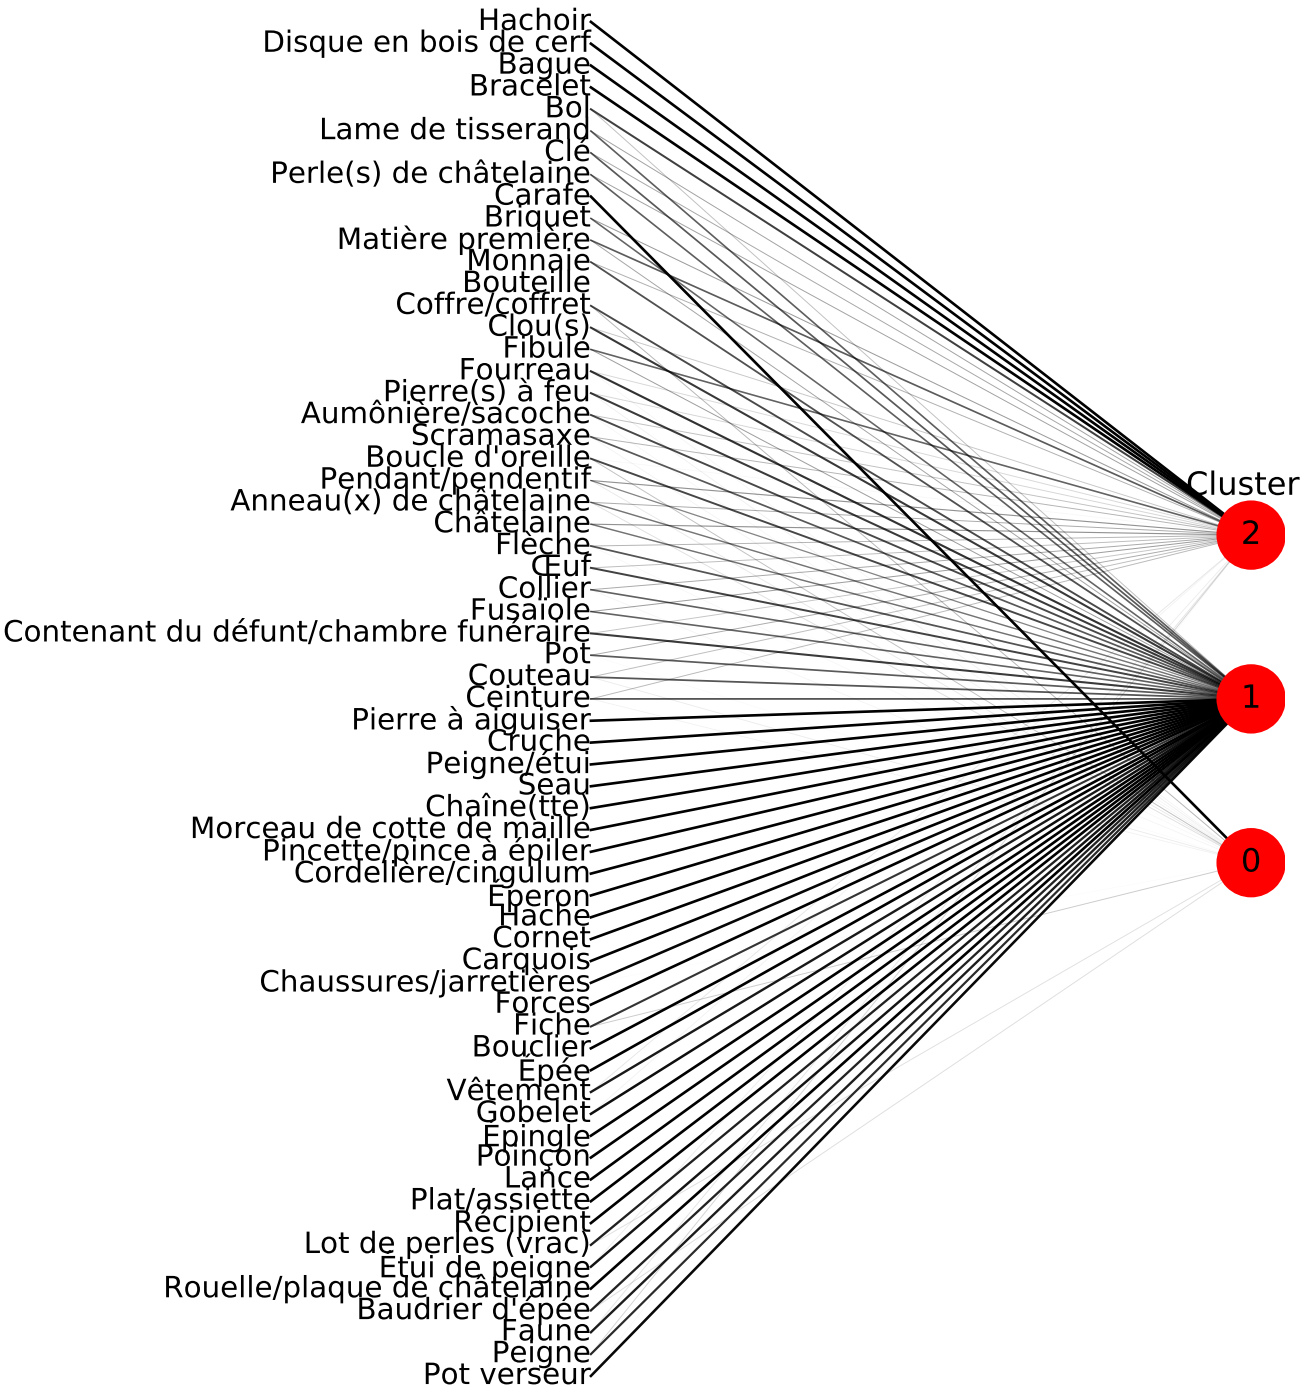 Hachoir
Disque en bois de cerf
Bague
Bracelet
Bol
Lame de tisserand
Clé
Perle(s) de châtelaine
Carafe
Briquet
Matière première
Monnaie
Bouteille
Coffre/coffret
Clou(s)
Fibule
Fourreau
Pierre(s) à feu
Aumônière/sacoche
Scramasaxe
Boucle d'oreille
Pendant/pendentif
Anneau(x) de châtelaine
Châtelaine
Flèche
Œuf
Collier
Fusaïole
Contenant du défunt/chambre funéraire
Pot
Couteau
Ceinture
Pierre à aiguiser
Cruche
Peigne/étui
Seau
Chaîne(tte)
Morceau de cotte de maille
Pincette/pince à épiler
Cordelière/cingulum
Éperon
Hache
Cornet
Carquois
Chaussures/jarretières
Forces
Fiche
Bouclier
Épée
Vêtement
Gobelet
Épingle
Poinçon
Lance
Plat/assiette
Récipient
Lot de perles (vrac)
Étui de peigne
Rouelle/plaque de châtelaine
Baudrier d'épée
Faune
Peigne
Pot verseur
Cluster
2
1
0